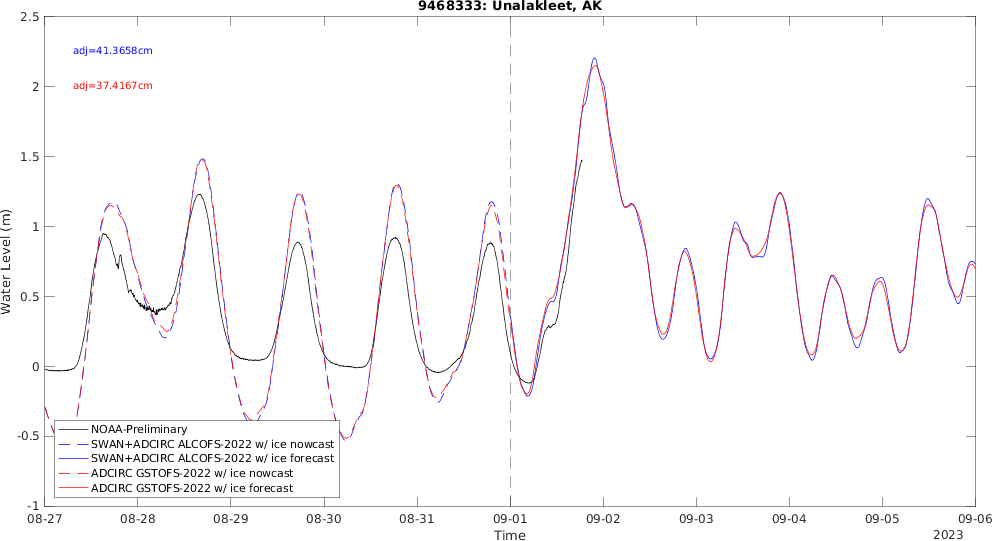 9468333: Unalakleet, AK
adj=41.3658cm
adj=37.4167cm
Water Level (m)
2.5
2
1.5
1
0.5
0
-0.5
-1
NOAA-Preliminary
SWAN+ADCIRC ALCOFS-2022 w/ ice nowcast
SWAN+ADCIRC ALCOFS-2022 w/ ice forecast
ADCIRC GSTOFS-2022 w/ ice nowcast
ADCIRC GSTOFS-2022 w/ ice forecast
08-27 08-28 08-29 08-30 08-31 09-01 09-02 09-03 09-04 09-05 09-06
Time
2023